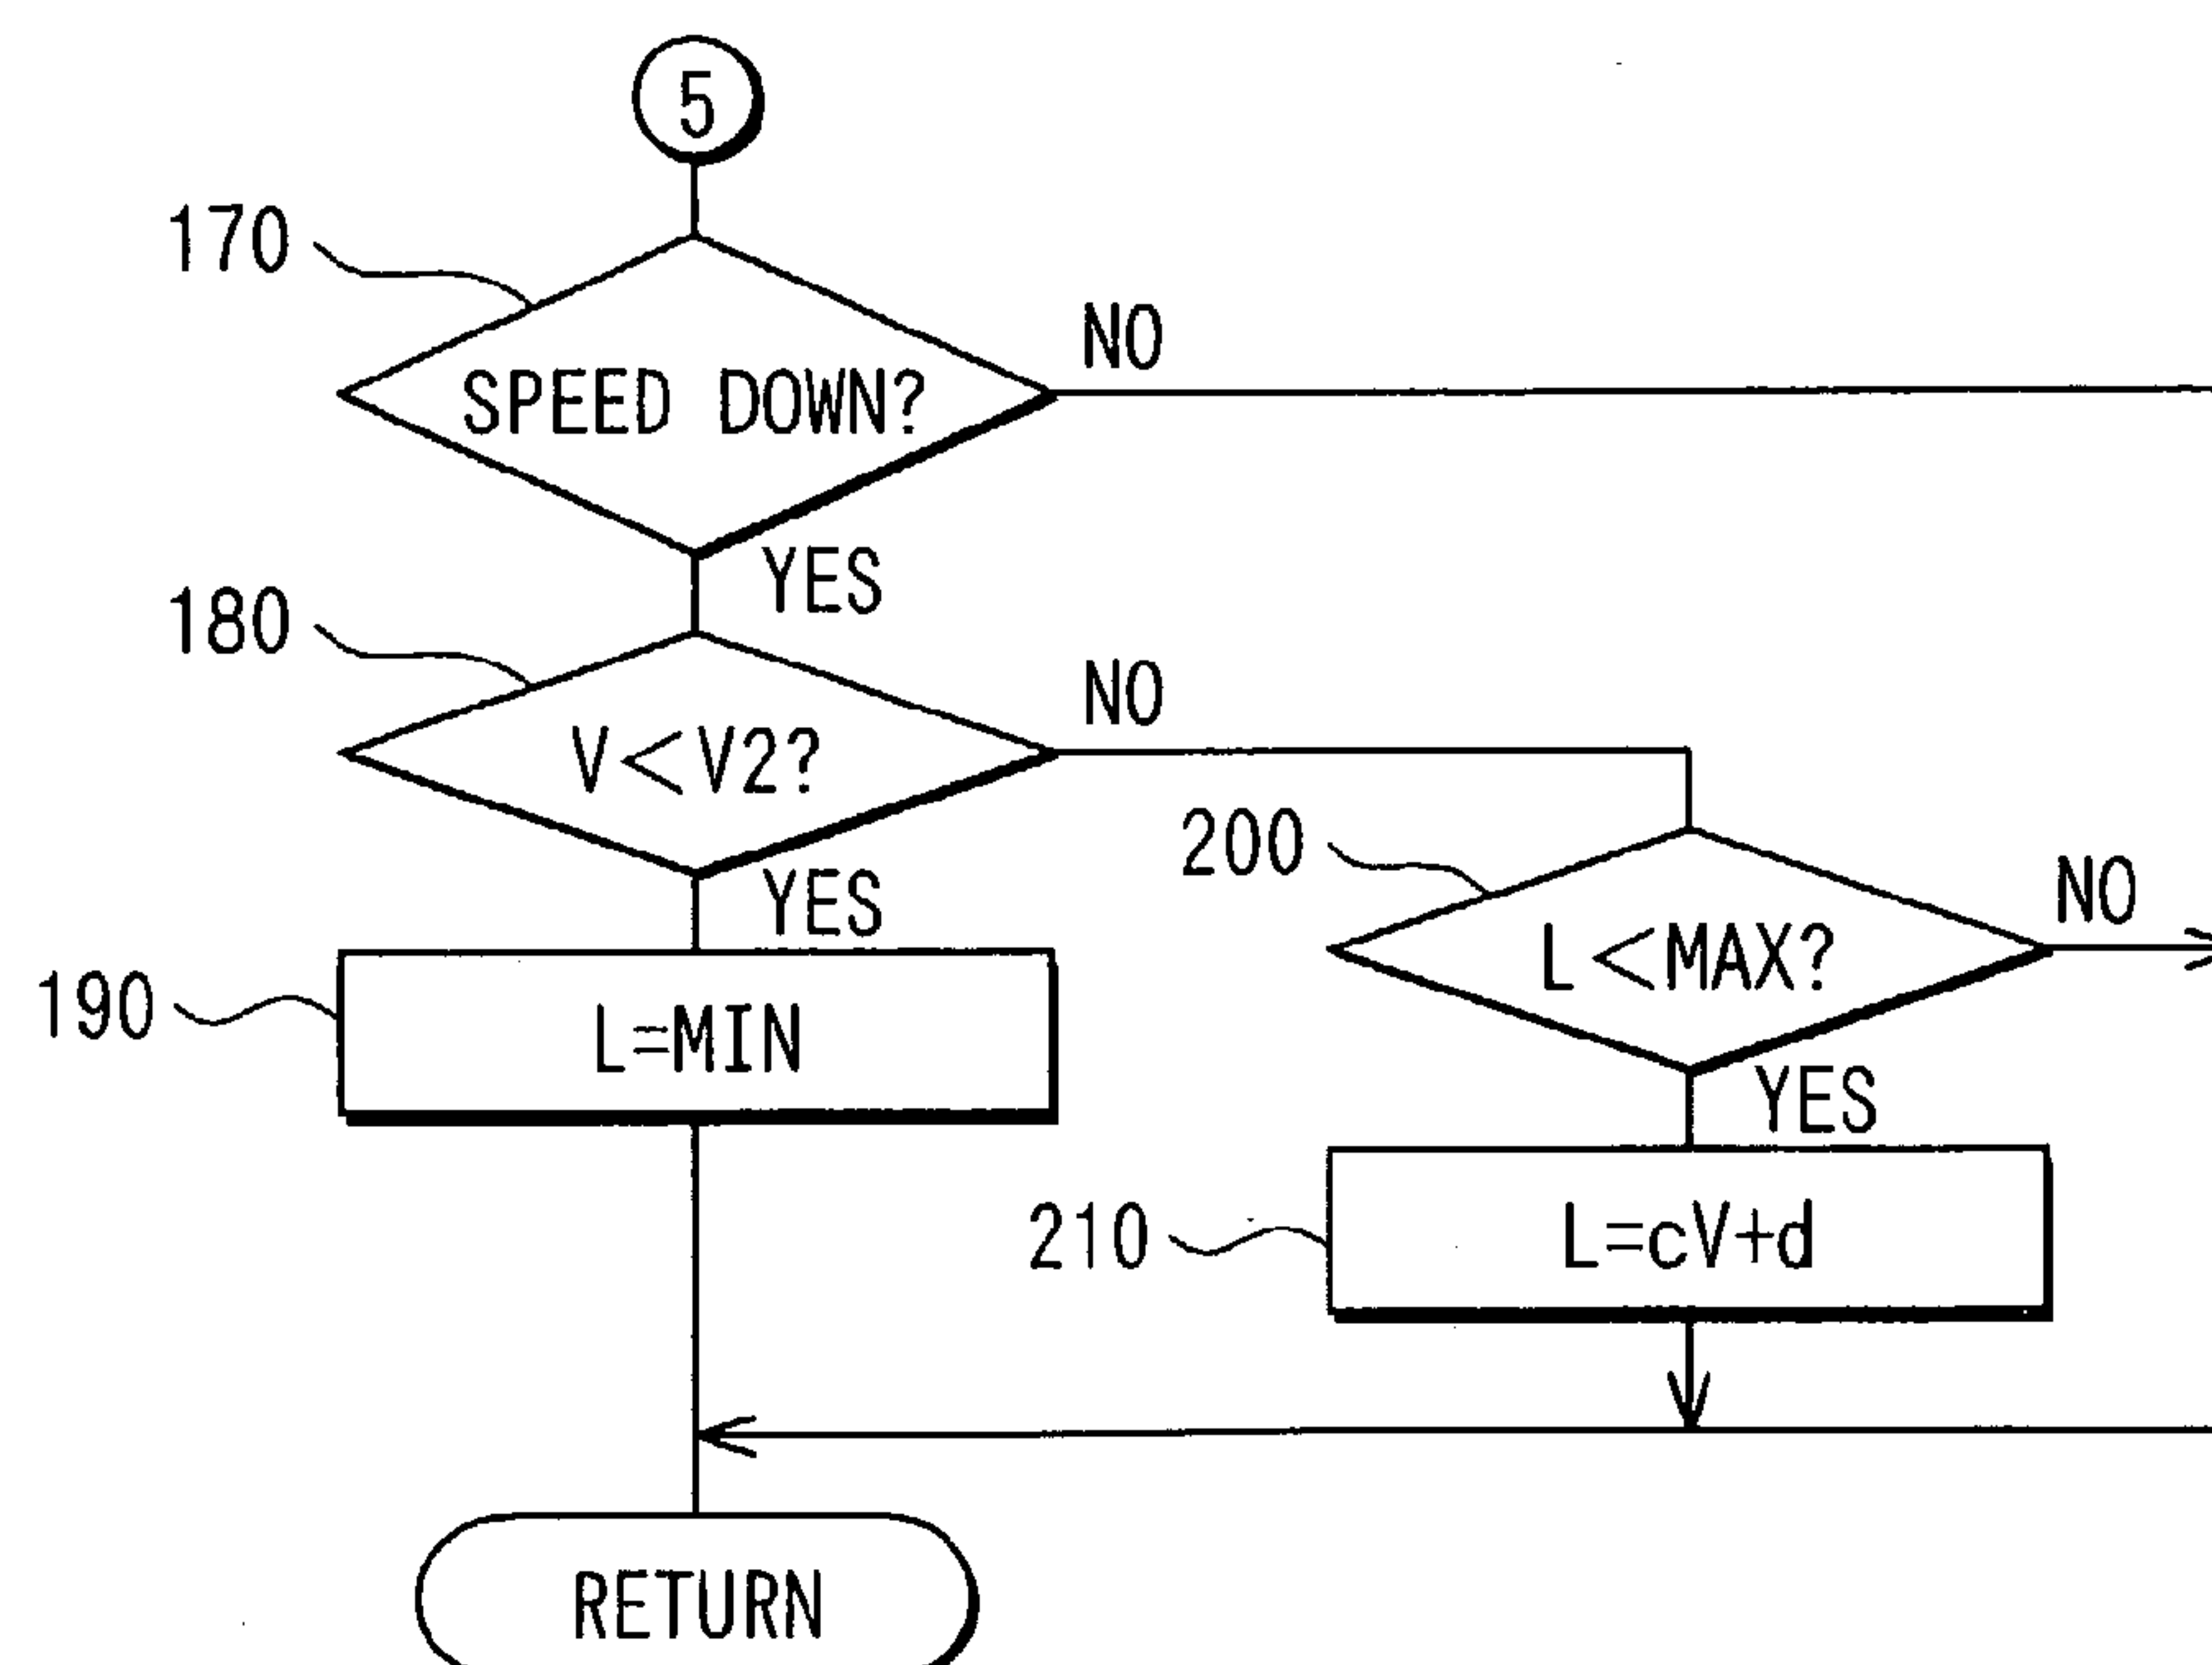 5
170
NO
SPEED DOWN?
YES
180
NO
V<V2?
200
YES
NO
L<MAX?
190
L=MIN
YES
210
L=cV+d
RETURN